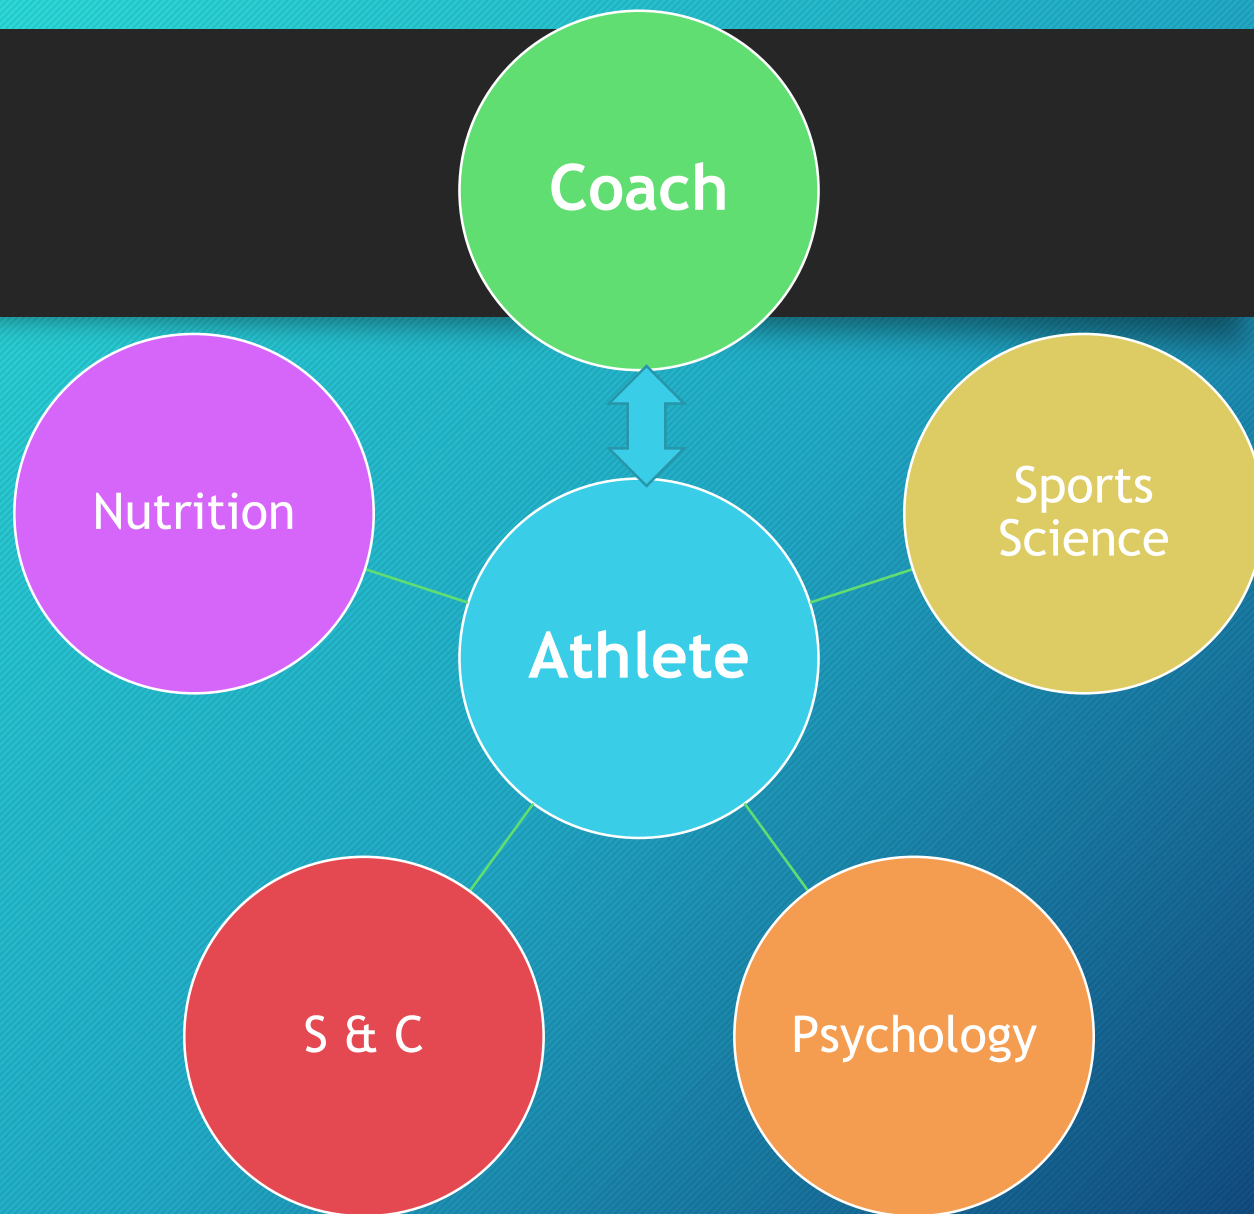 Coach
Nutrition
Sports
Science
Athlete
S & C
Psychology